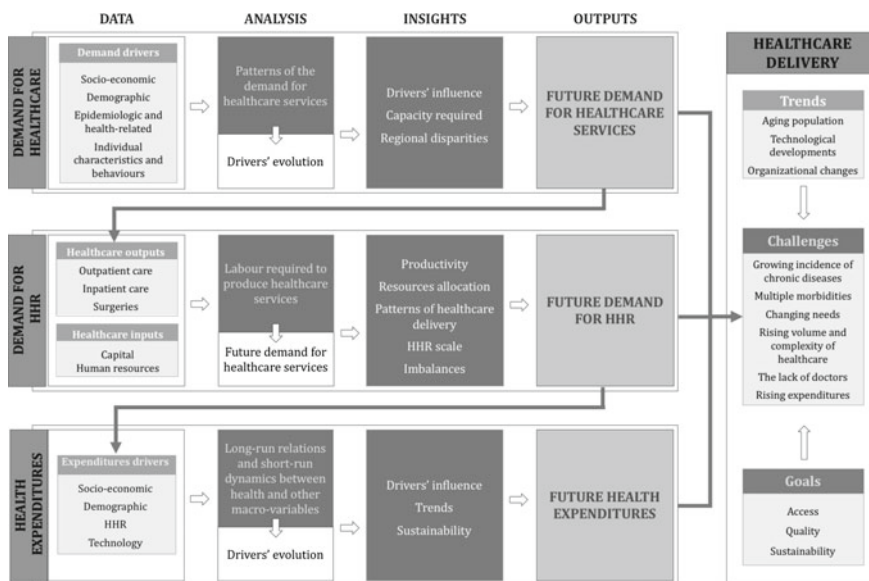 DATA
ANALYSIS
INSIGHTS
OUTPUTS
DEMAND FOR
HEALTHCARE
Demand drivers
Socio-economic
Demographic
Epidemiologic and
health-related
Individual
characteristics and
behaviours
Patterns of the
demand for
healthcare services
Drivers' evolution
Drivers' influence
Capacity required
Regional disparities
FUTURE DEMAND
FOR HEALTHCARE
SERVICES
DEMAND FOR
HHR
Healthcare outputs
Outpatient care
Inpatient care
Surgeries
Healthcare inputs
Capital
Human resources
Labour required to
produce healthcare
services
Future demand for
healthcare services
Productivity
Resources allocation
Patterns of healthcare
delivery
HHR scale
Imbalances
FUTURE DEMAND
FOR HHR
HEALTH
EXPENDITURES
Expenditures drivers
Socio-economic
Demographic
HHR
Technology
Long-run relations
and short-run
dynamics between
health and other
macro-variables
Drivers' evolution
Drivers' influence
Trends
Sustainability
FUTURE HEALTH
EXPENDITURES
HEALTHCARE
DELIVERY
Trends
Aging population
Technological
developments
Organizational changes
Challenges
Growing incidence of
chronic diseases
Multiple morbidities
Changing needs
Rising volume and
complexity of
healthcare
The lack of doctors
Rising expenditures
Goals
Access
Quality
Sustainability